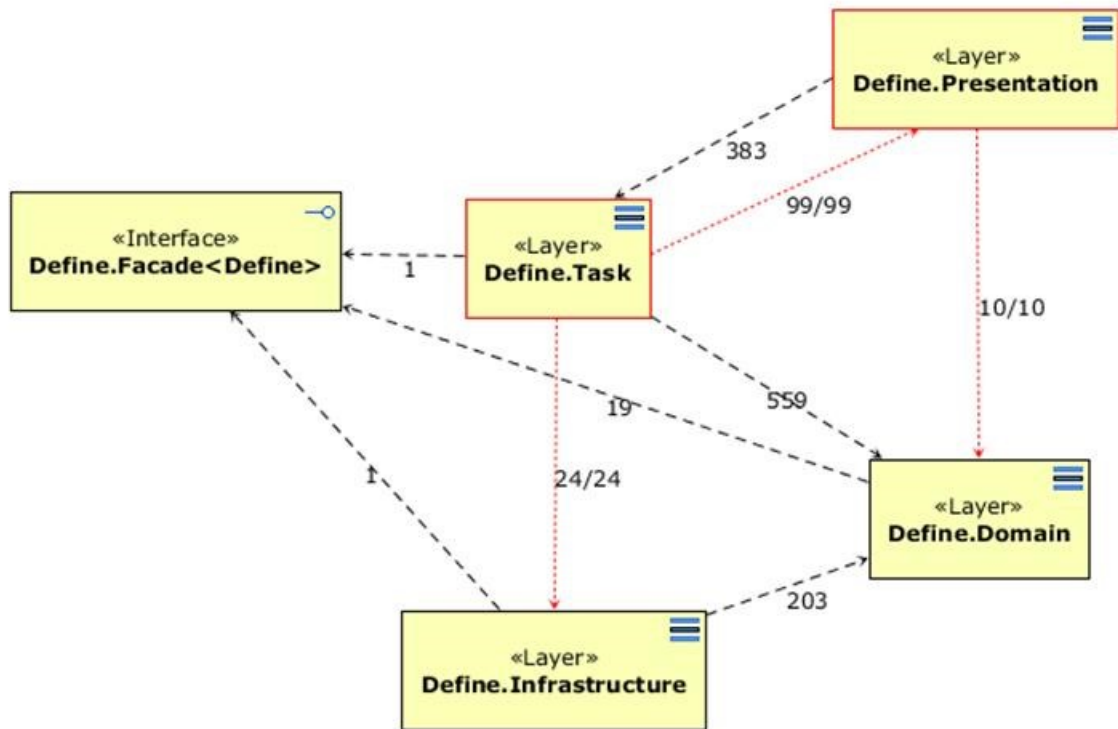 «Layer»
Define.Presentation
383
99/99
«Interface»
Define.Facade<Define>
1
«Layer»
Define.Task
10/10
19
559
1
24/24
«Layer»
Define.Domain
203
«Layer»
Define.Infrastructure